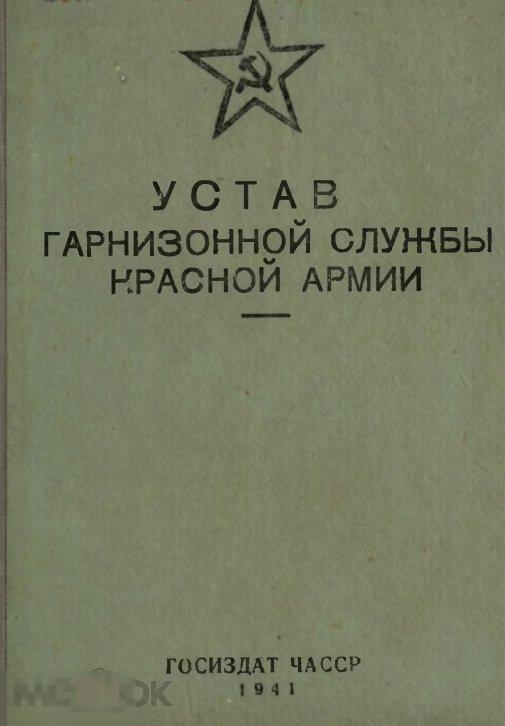 УСТАВ
ГАРНИЗОННОЙ СЛУЖБЫ
КРАСНОЙ АРМИИ
ГОСИЗДАТ ЧАССР
1941